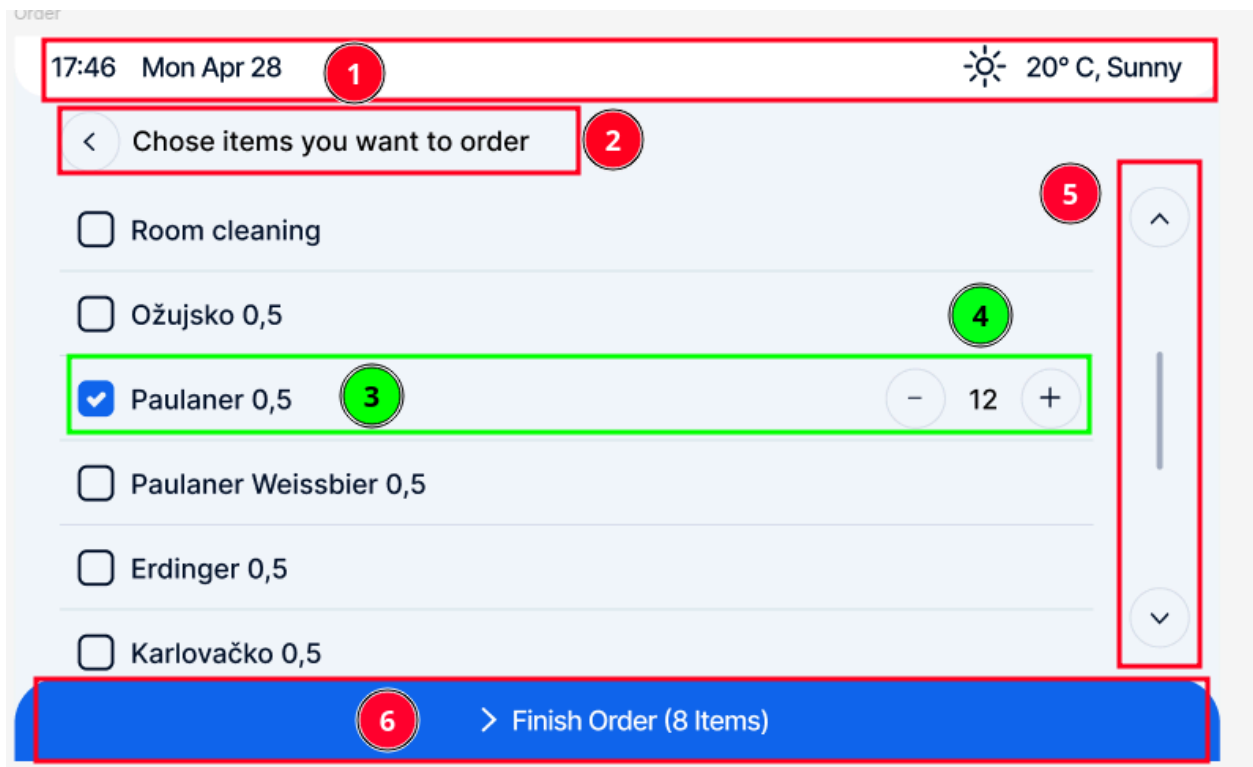 Order
17:46 Mon Apr 28 1 20° C, Sunny
Chose items you want to order 2
5
Room cleaning
Ožujsko 0,5 4
Paulaner 0,5 3 - 12 +
Paulaner Weissbier 0,5
Erdinger 0,5
Karlovačko 0,5
6 > Finish Order (8 Items)